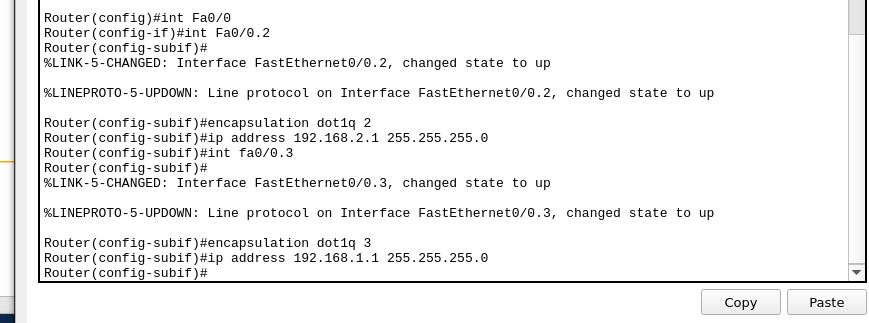 Router(config)#int Fa0/0
Router(config-if)#int Fa0/0.2
Router(config-subif)#
%LINK-5-CHANGED: Interface FastEthernet0/0.2, changed state to up
%LINEPROTO-5-UPDOWN: Line protocol on Interface FastEthernet0/0.2, changed state to up
Router(config-subif)#encapsulation dot1q 2
Router(config-subif)#ip address 192.168.2.1 255.255.255.0
Router(config-subif)#int fa0/0.3
Router(config-subif)#
%LINK-5-CHANGED: Interface FastEthernet0/0.3, changed state to up
%LINEPROTO-5-UPDOWN: Line protocol on Interface FastEthernet0/0.3, changed state to up
Router(config-subif)#encapsulation dot1q 3
Router(config-subif)#ip address 192.168.1.1 255.255.255.0
Router(config-subif)#
Copy Paste